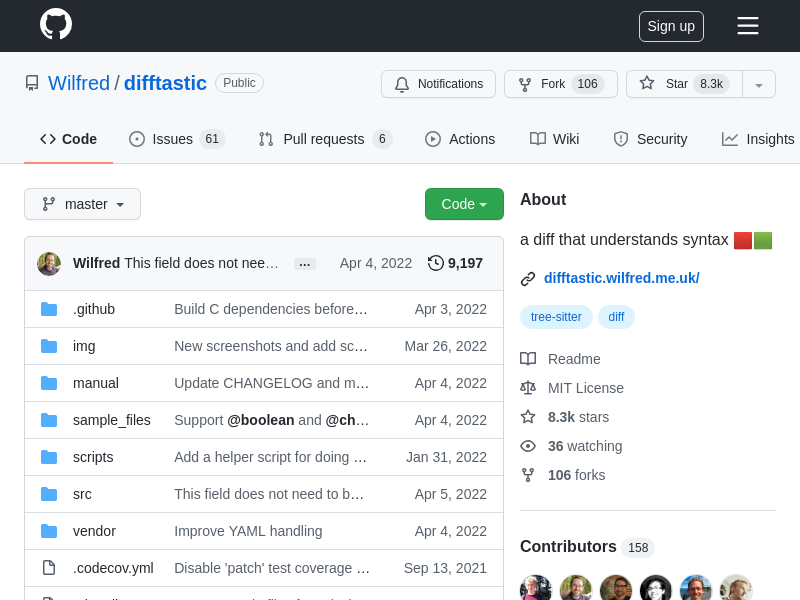 Sign up
Wilfred / difftastic Public
Notifications Fork 106 Star 8.3k
Code Issues 61 Pull requests 6 Actions Wiki Security Insights
master Code
Wilfred This field does not nee… … Apr 4, 2022 9,197
.github Build C dependencies before… Apr 3, 2022
img New screenshots and add sc… Mar 26, 2022
manual Update CHANGELOG and m… Apr 4, 2022
sample_files Support @boolean and @ch… Apr 4, 2022
scripts Add a helper script for doing … Jan 31, 2022
src This field does not need to b… Apr 5, 2022
vendor Improve YAML handling Apr 4, 2022
.codecov.yml Disable 'patch' test coverage … Sep 13, 2021
About
a diff that understands syntax 🟥🟩
difftastic.wilfred.me.uk/
tree-sitter diff
Readme
MIT License
8.3k stars
36 watching
106 forks
Contributors 158